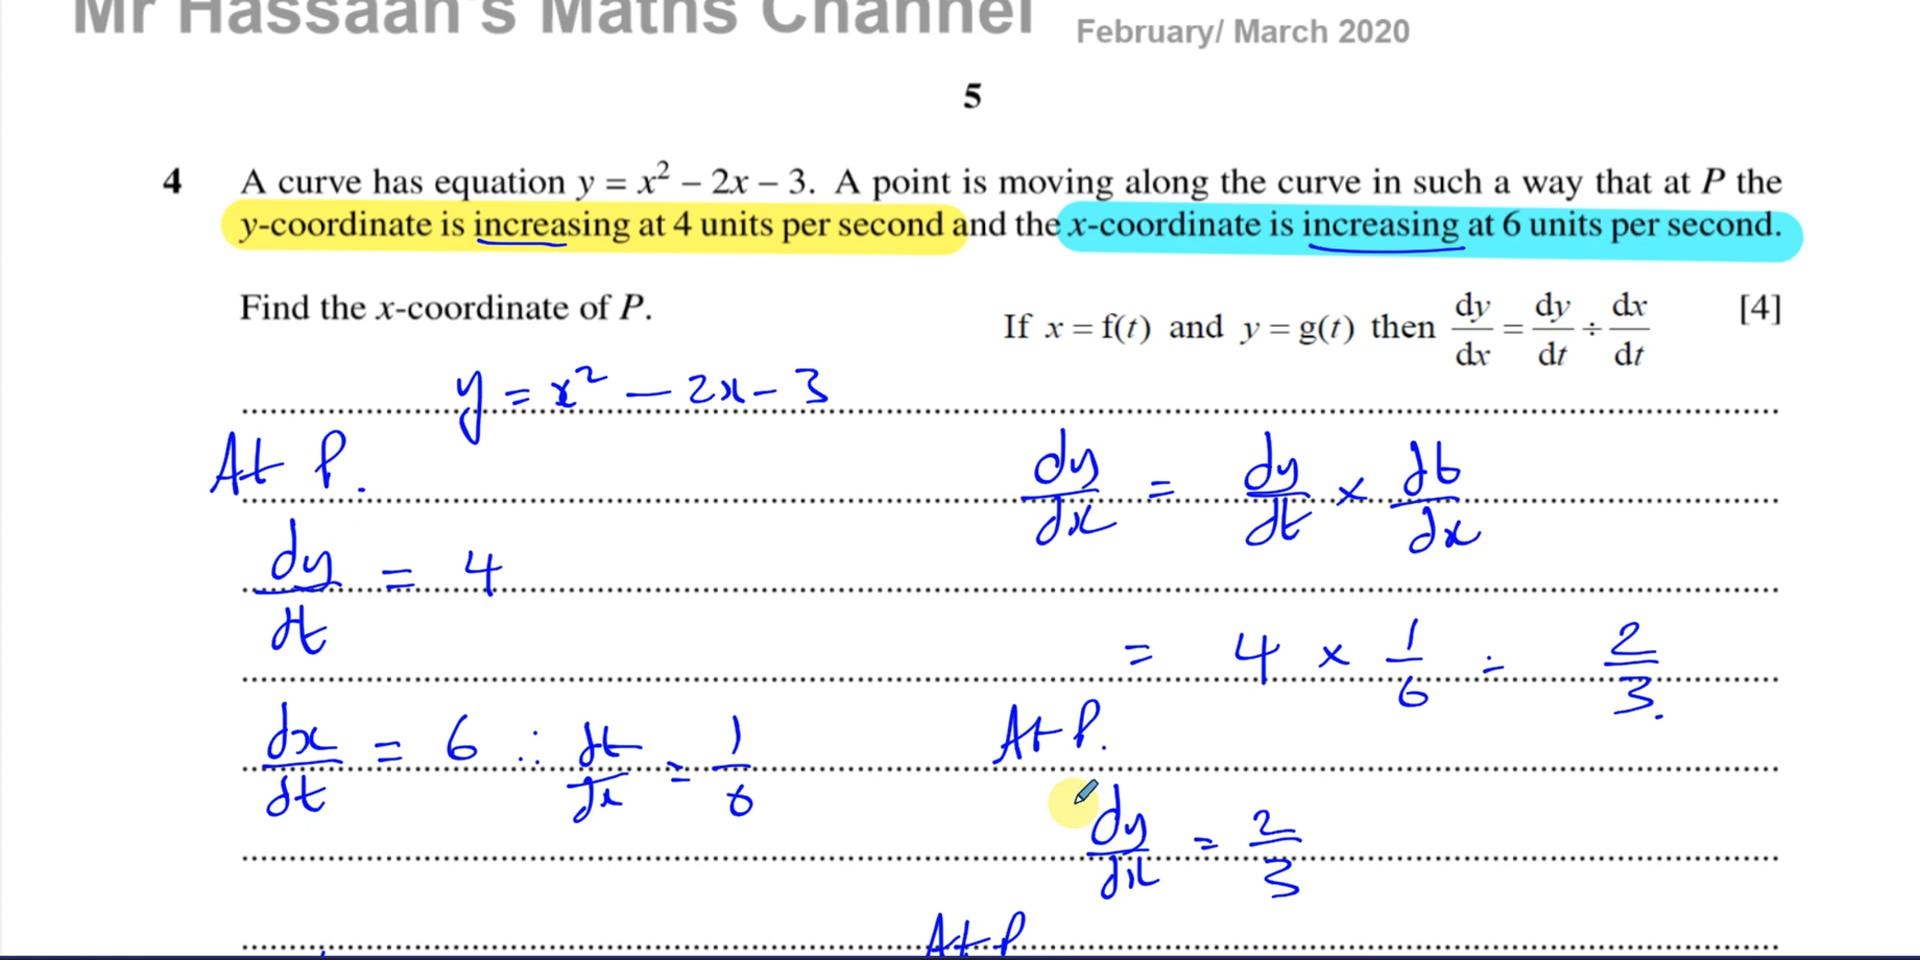 Mr Hassaan's Maths Channel
February/ March 2020
5
4 A curve has equation y = x² − 2x − 3. A point is moving along the curve in such a way that at P the
y-coordinate is increasing at 4 units per second and the x-coordinate is increasing at 6 units per second.
Find the x-coordinate of P.
If x = f(t) and y = g(t) then dy/dx = dy/dt ÷ dx/dt [4]
y = x² − 2x − 3
At P.
dy/dx = dy/dt × dt/dx
dy/dt = 4
= 4 × 1/6 = 2/3.
dx/dt = 6 ∴ dt/dx = 1/6
At P.
dy/dx = 2/3
At P